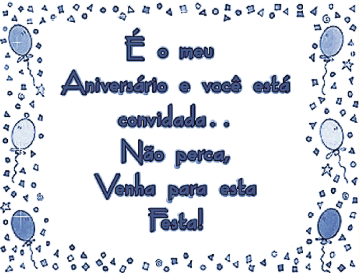 É o meu
Aniversário e você está
convidada..
Não perca,
Venha para esta
Festa!